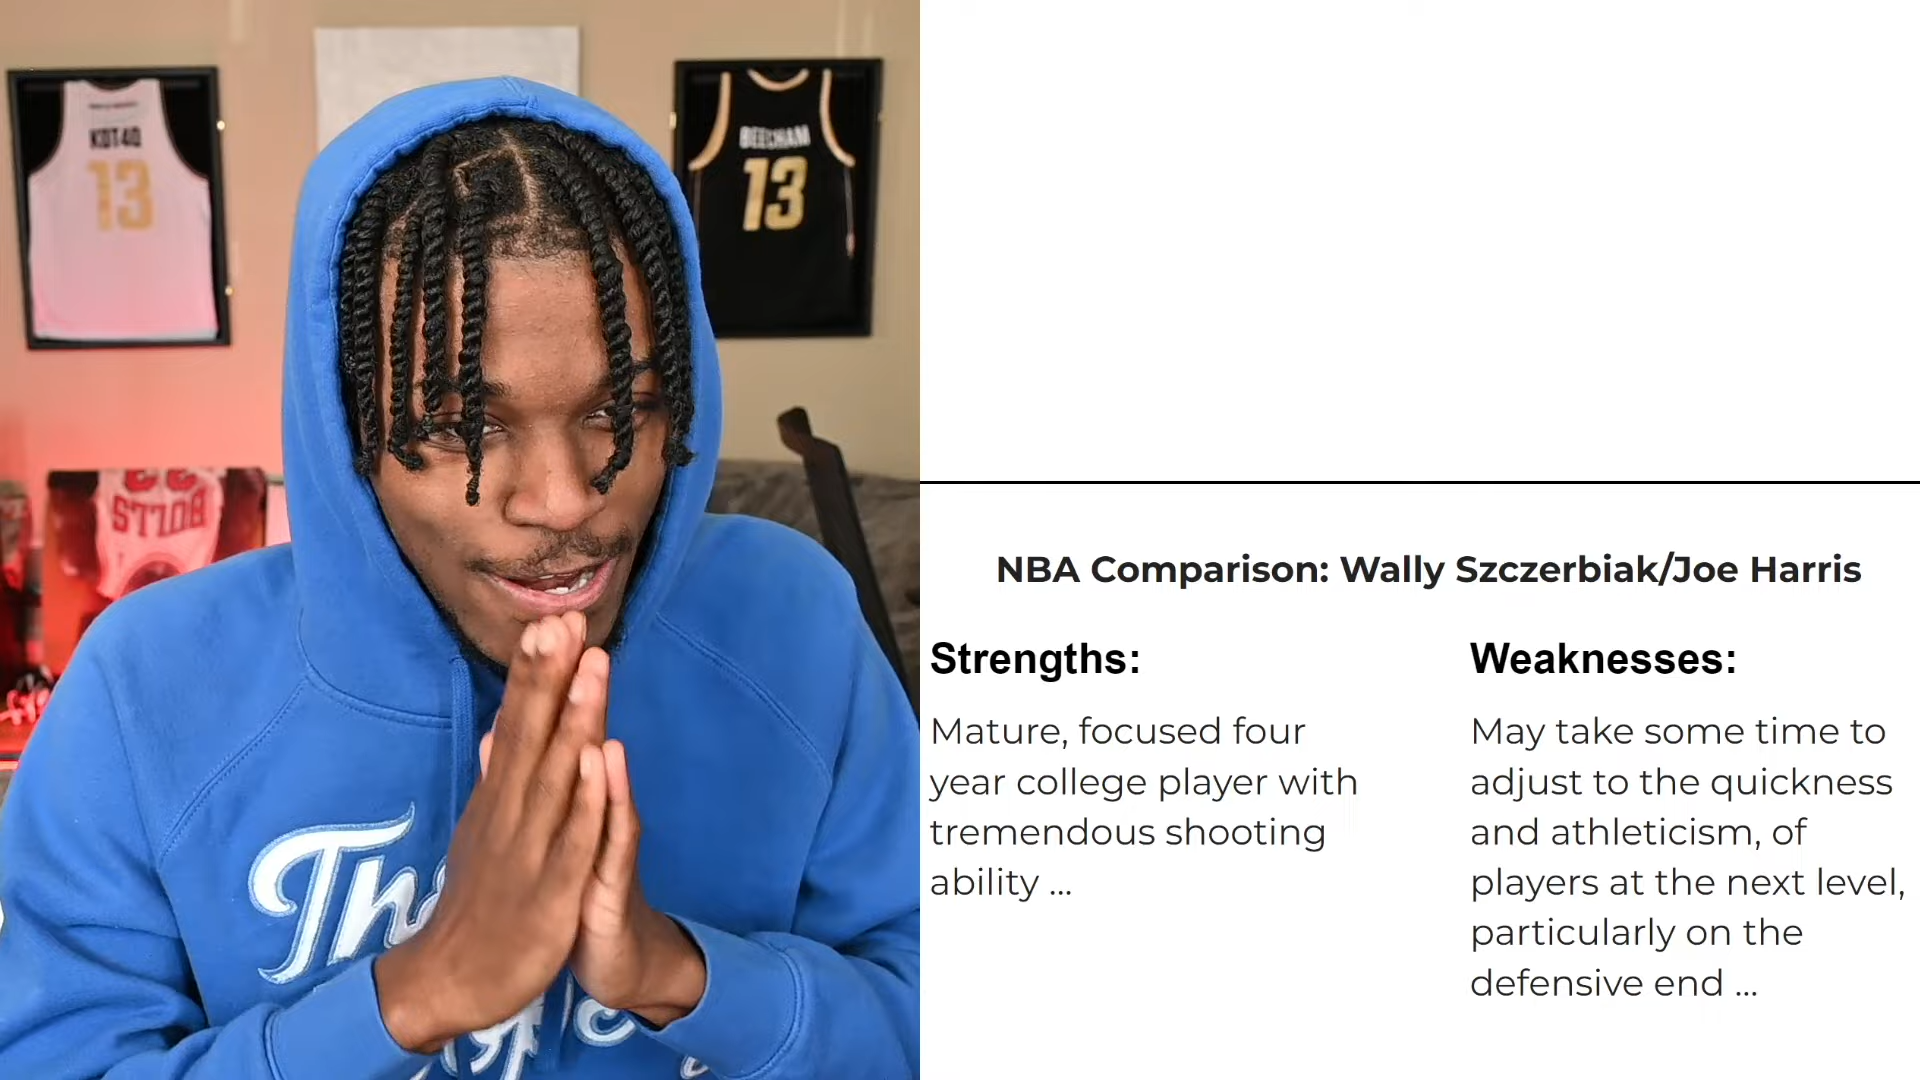 KOT4Q
13
BEECHAM
13
BULLS
The
NBA Comparison: Wally Szczerbiak/Joe Harris
Strengths:
Mature, focused four
year college player with
tremendous shooting
ability ...
Weaknesses:
May take some time to
adjust to the quickness
and athleticism, of
players at the next level,
particularly on the
defensive end ...